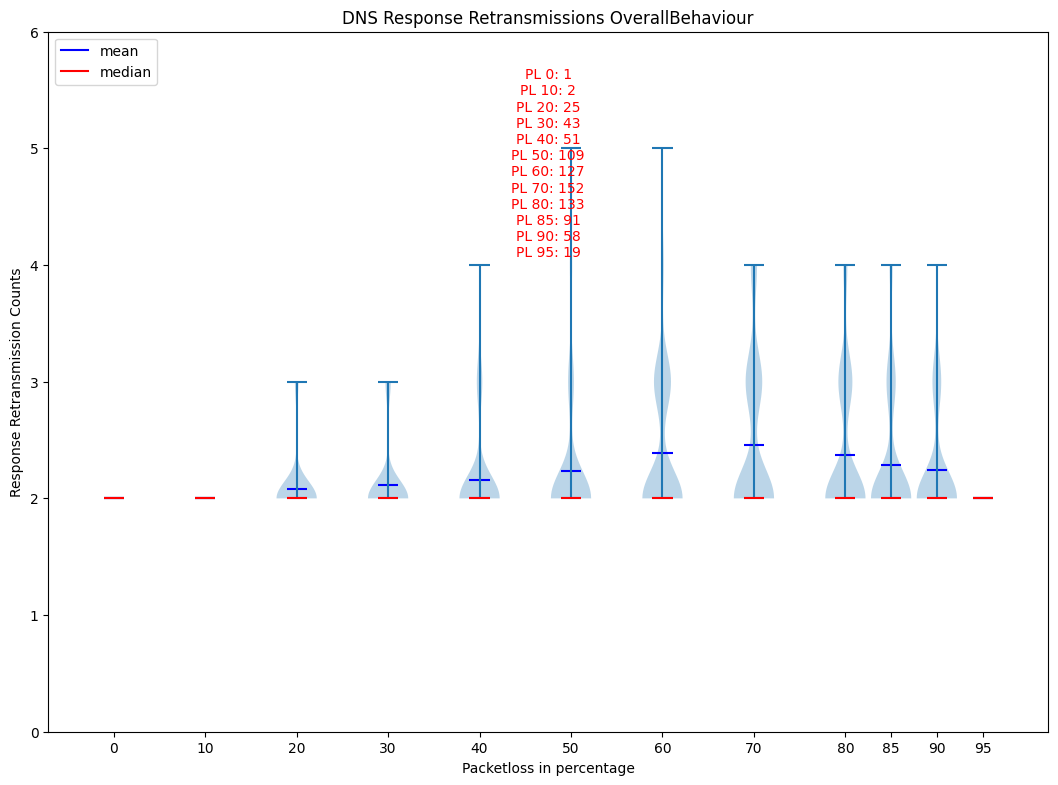 DNS Response Retransmissions OverallBehaviour
mean
median
PL 0: 1
PL 10: 2
PL 20: 25
PL 30: 43
PL 40: 51
PL 50: 109
PL 60: 127
PL 70: 152
PL 80: 133
PL 85: 91
PL 90: 58
PL 95: 19
Response Retransmission Counts
6
5
4
3
2
1
0
0 10 20 30 40 50 60 70 80 85 90 95
Packetloss in percentage